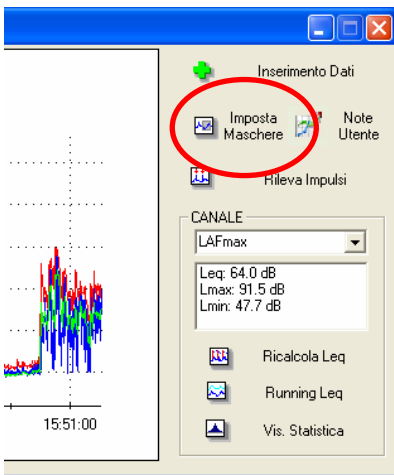 Inserimento Dati
Imposta
Maschere
Note
Utente
Rileva Impulsi
CANALE
LAFmax
Leq: 64.0 dB
Lmax: 91.5 dB
Lmin: 47.7 dB
Ricalcola Leq
Running Leq
15:51:00
Vis. Statistica